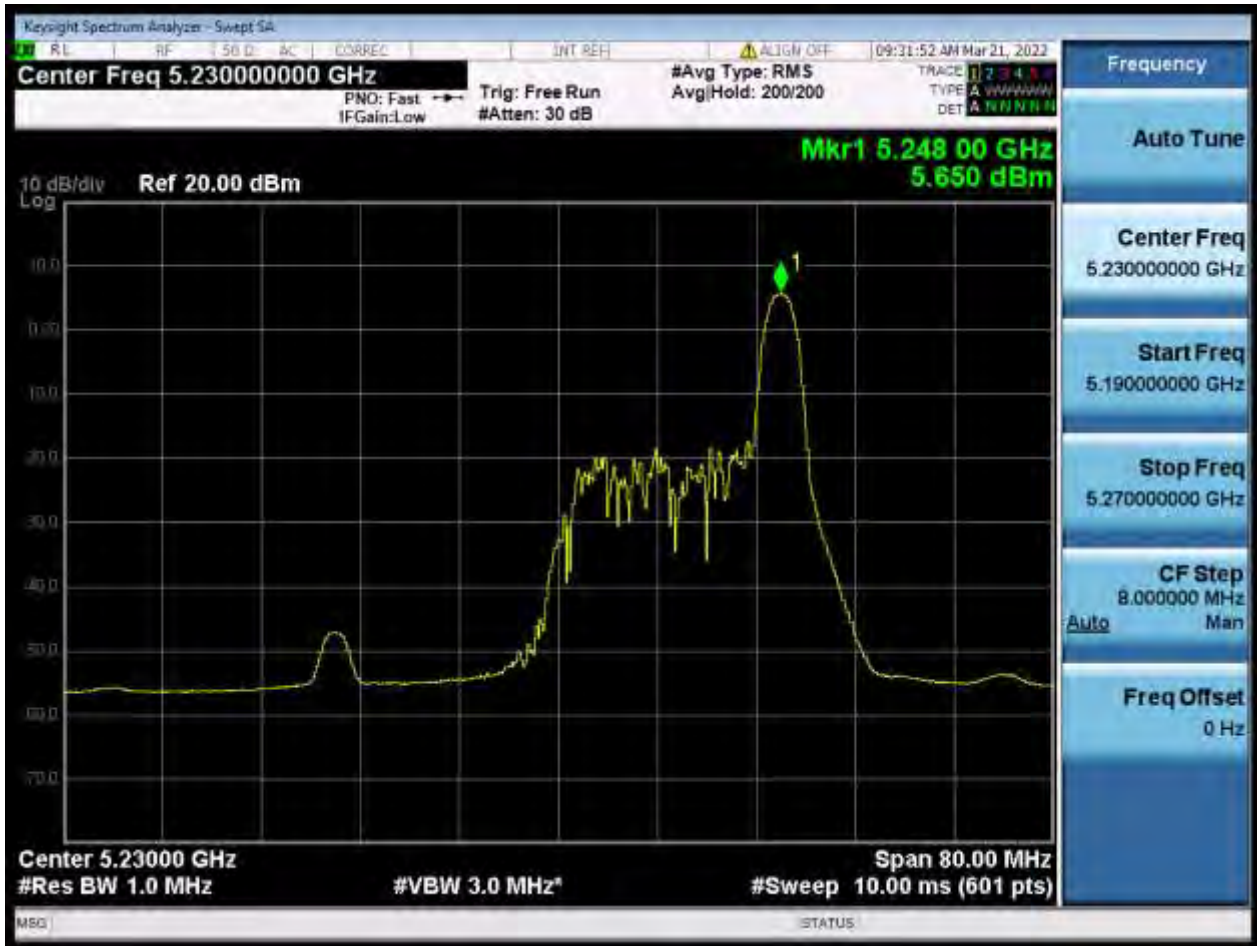 Keysight Spectrum Analyzer - Swept SA
RL RF 50 Ω AC CORREC INT REF ALIGN OFF 09:31:52 AM Mar 21, 2022
Center Freq 5.230000000 GHz
PNO: Fast
IFGain:Low
Trig: Free Run
#Atten: 30 dB
#Avg Type: RMS
Avg|Hold: 200/200
TRACE 1 2 3 4 5 6
TYPE A WWWWW
DET A N N N N N
Mkr1 5.248 00 GHz
5.650 dBm
10 dB/div Ref 20.00 dBm
Log
10.0
0.00
-10.0
-20.0
-30.0
-40.0
-50.0
-60.0
-70.0
1
Center 5.23000 GHz
Span 80.00 MHz
#Res BW 1.0 MHz
#VBW 3.0 MHz*
#Sweep 10.00 ms (601 pts)
MSG
STATUS
Frequency
Auto Tune
Center Freq
5.230000000 GHz
Start Freq
5.190000000 GHz
Stop Freq
5.270000000 GHz
CF Step
8.000000 MHz
Auto Man
Freq Offset
0 Hz